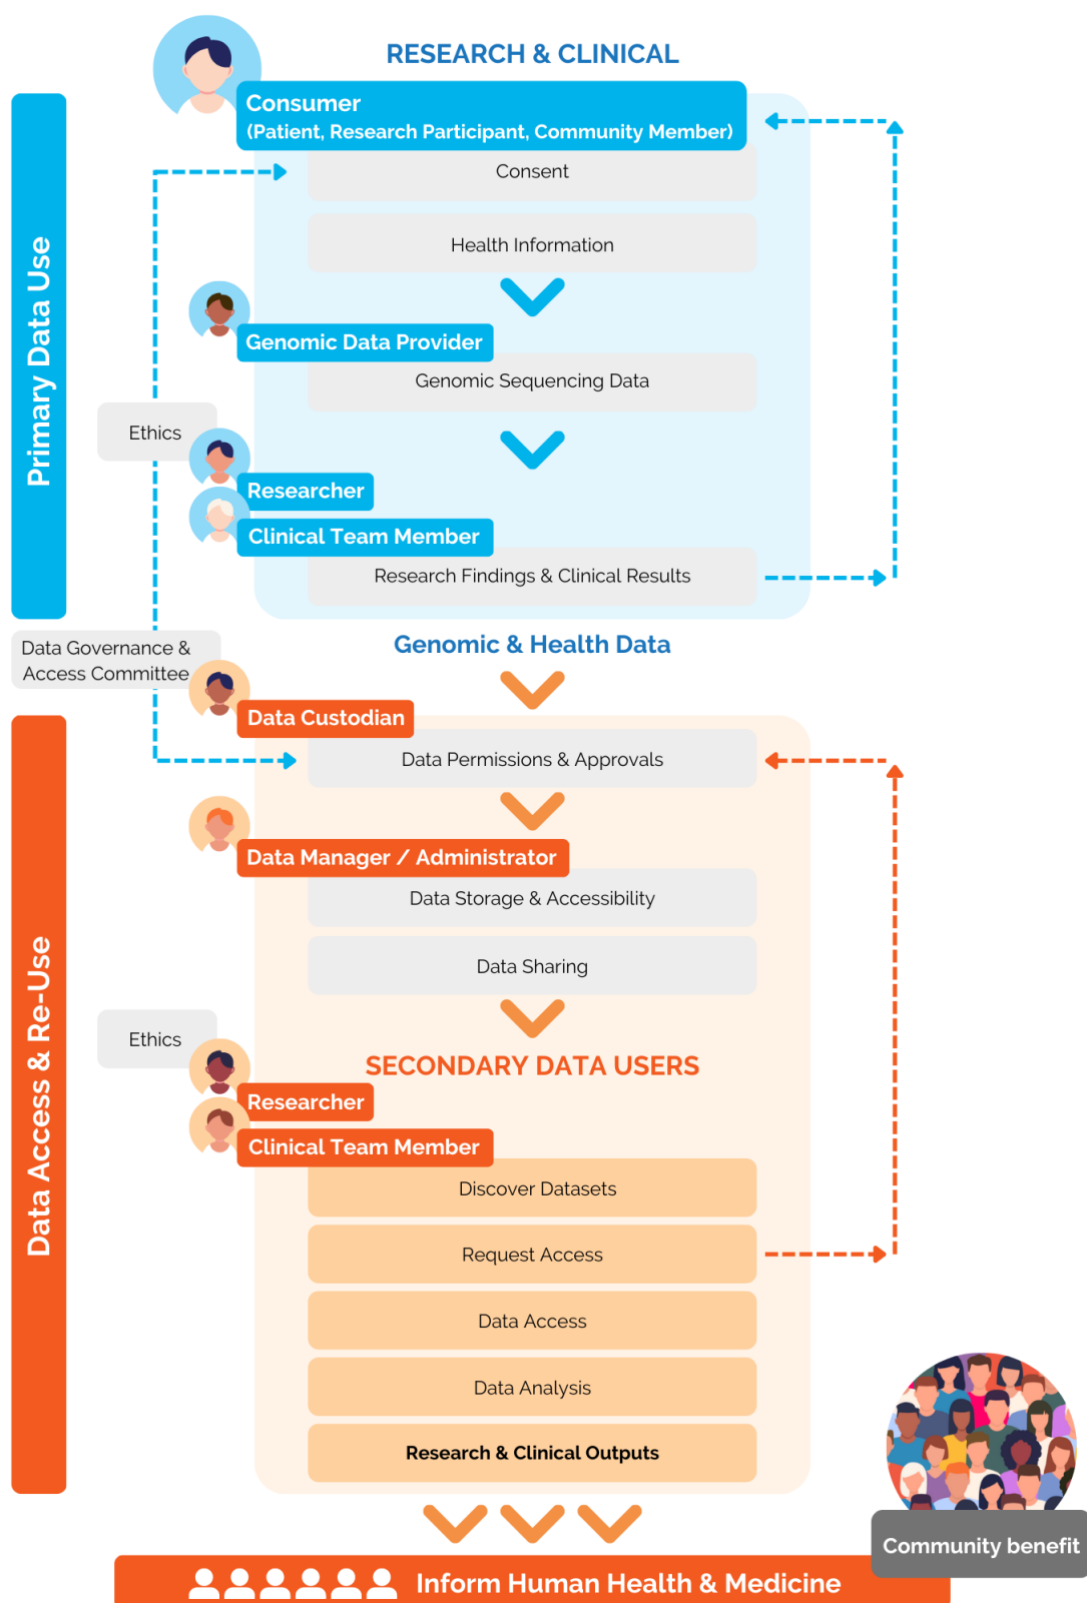 RESEARCH & CLINICAL
Consumer
(Patient, Research Participant, Community Member)
Consent
Health Information
Primary Data Use
Genomic Data Provider
Genomic Sequencing Data
Ethics
Researcher
Clinical Team Member
Research Findings & Clinical Results
Genomic & Health Data
Data Governance &
Access Committee
Data Custodian
Data Permissions & Approvals
Data Manager / Administrator
Data Storage & Accessibility
Data Sharing
Data Access & Re-Use
Ethics
SECONDARY DATA USERS
Researcher
Clinical Team Member
Discover Datasets
Request Access
Data Access
Data Analysis
Research & Clinical Outputs
Community benefit
Inform Human Health & Medicine